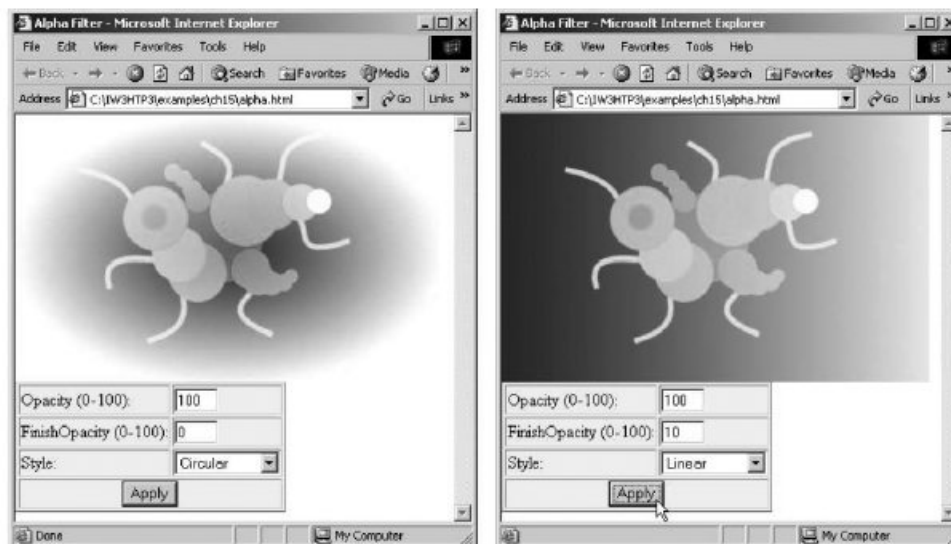 Alpha Filter - Microsoft Internet Explorer
File Edit View Favorites Tools Help
Back Search Favorites Media
Address C:\IW3HTP3\examples\ch15\alpha.html Go Links »
Opacity (0-100): 100
FinishOpacity (0-100): 0
Style: Circular
Apply
Done My Computer
Alpha Filter - Microsoft Internet Explorer
File Edit View Favorites Tools Help
Back Search Favorites Media
Address C:\IW3HTP3\examples\ch15\alpha.html Go Links »
Opacity (0-100): 100
FinishOpacity (0-100): 10
Style: Linear
Apply
My Computer